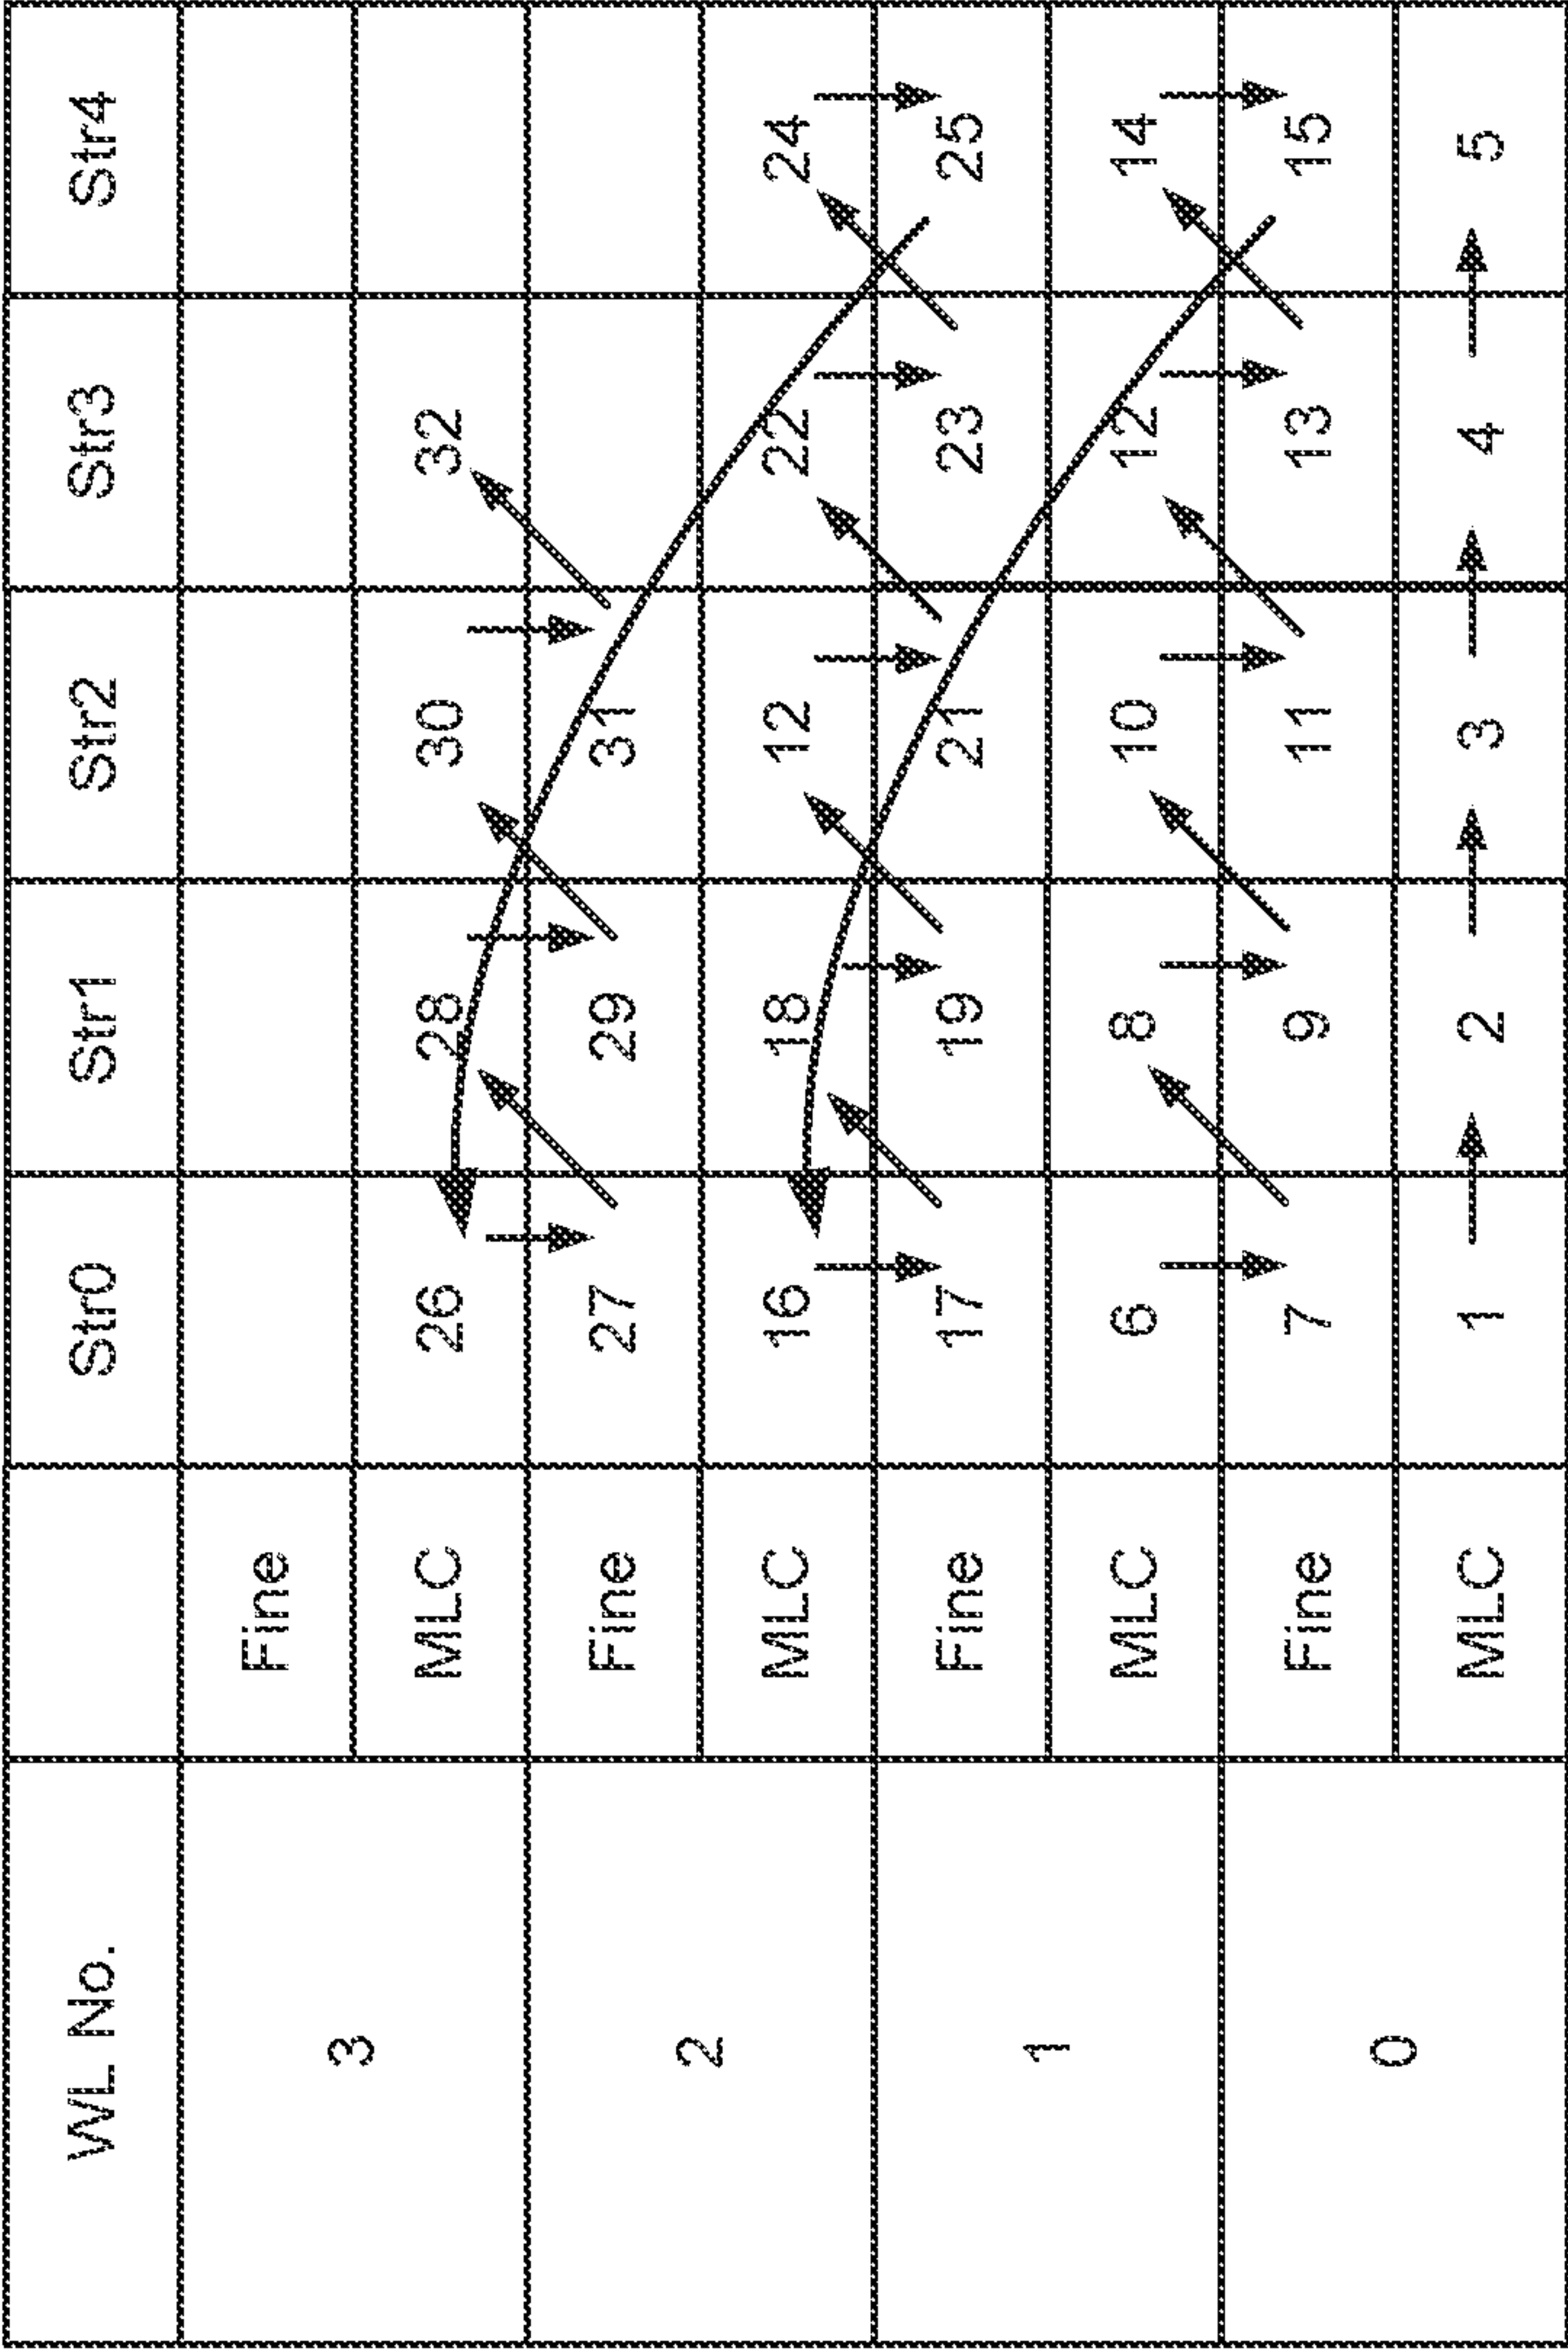 WL No. Str0 Str1 Str2 Str3 Str4
3 Fine
MLC 26 28 30 32
2 Fine 27 29 31
MLC 16 18 12 22 24
1 Fine 17 19 21 23 25
MLC 6 8 10 12 14
0 Fine 7 9 11 13 15
MLC 1 2 3 4 5